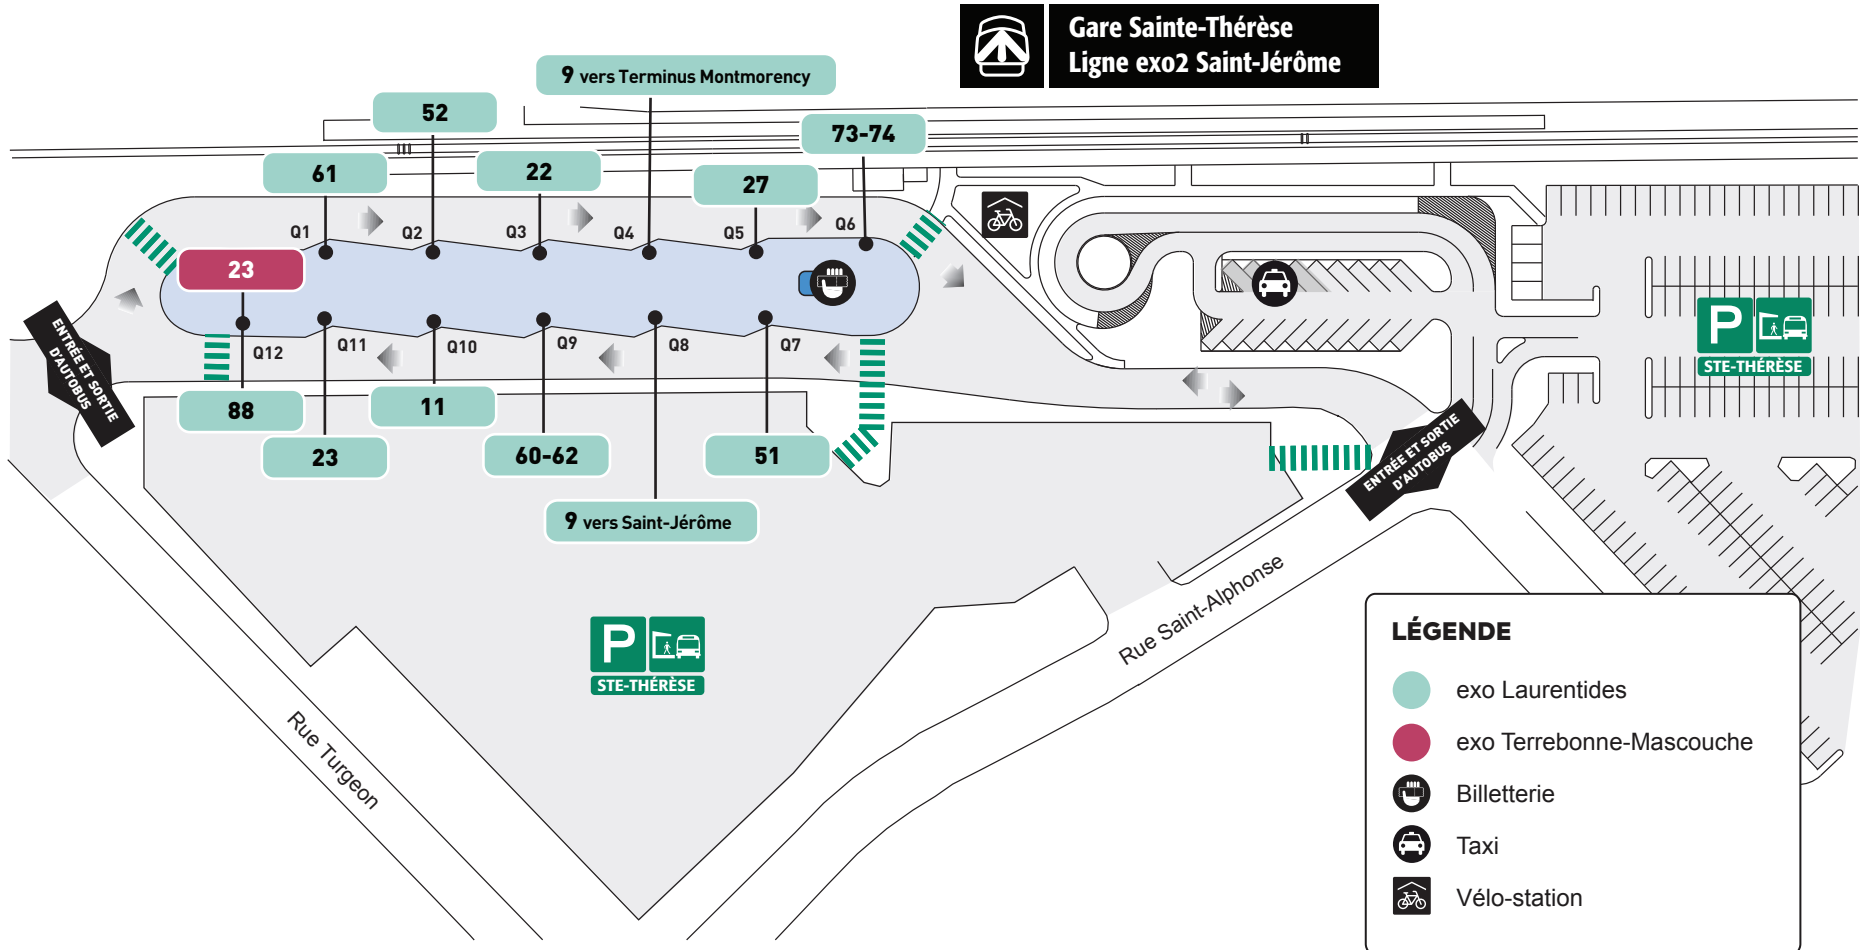 Gare Sainte-Thérèse
Ligne exo2 Saint-Jérôme
9 vers Terminus Montmorency
52
73-74
61
22
27
Q1
Q2
Q3
Q4
Q5
Q6
23
ENTRÉE ET SORTIE
D'AUTOBUS
Q12
Q11
Q10
Q9
Q8
Q7
88
11
23
60-62
51
9 vers Saint-Jérôme
P
STE-THÉRÈSE
ENTRÉE ET SORTIE
D'AUTOBUS
P
STE-THÉRÈSE
Rue Turgeon
Rue Saint-Alphonse
LÉGENDE
exo Laurentides
exo Terrebonne-Mascouche
Billetterie
Taxi
Vélo-station